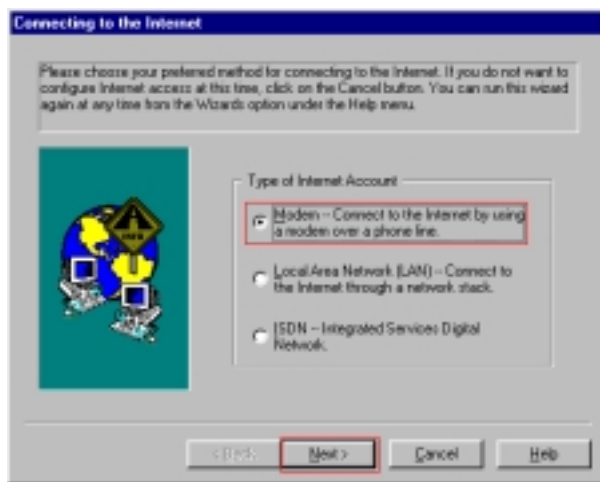 Connecting to the Internet
Please choose your preferred method for connecting to the Internet. If you do not want to
configure Internet access at this time, click on the Cancel button. You can run this wizard
again at any time from the Wizards option under the Help menu.
Type of Internet Account
Modem -- Connect to the Internet by using
a modem over a phone line.
Local Area Network (LAN) -- Connect to
the Internet through a network stack.
ISDN -- Integrated Services Digital
Network.
< Back
Next >
Cancel
Help